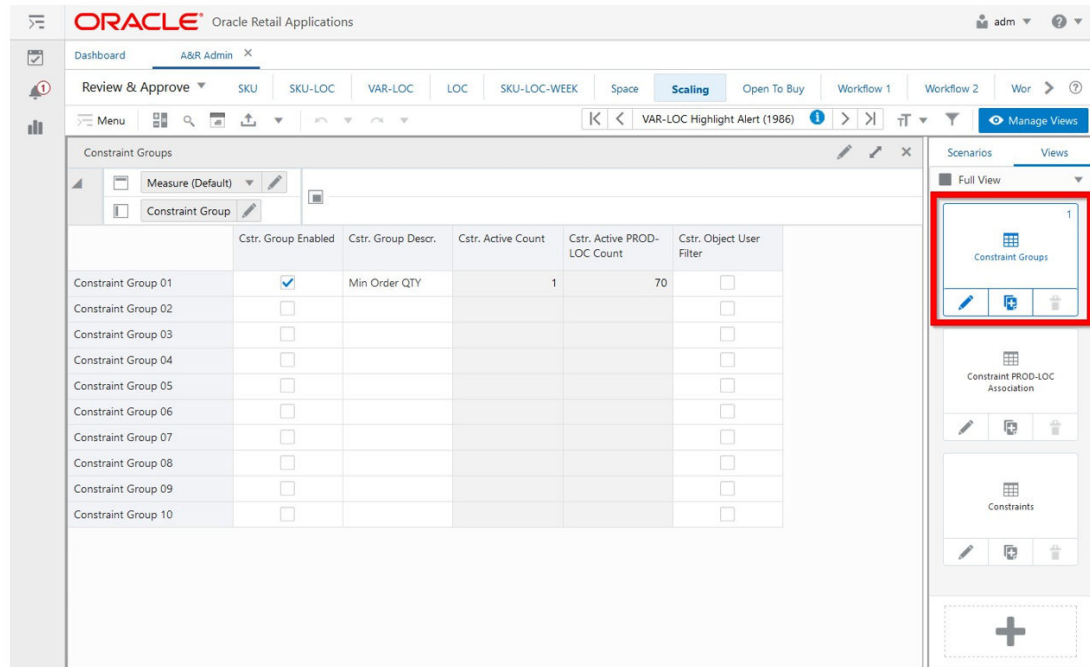 ORACLE® Oracle Retail Applications
adm
Dashboard A&R Admin
1
Review & Approve SKU SKU-LOC VAR-LOC LOC SKU-LOC-WEEK Space Scaling Open To Buy Workflow 1 Workflow 2 Wor
Menu VAR-LOC Highlight Alert (1986) Manage Views
Constraint Groups
Measure (Default)
Constraint Group
Cstr. Group Enabled Cstr. Group Descr. Cstr. Active Count Cstr. Active PROD-
LOC Count Cstr. Object User
Filter
Constraint Group 01 Min Order QTY 1 70
Constraint Group 02
Constraint Group 03
Constraint Group 04
Constraint Group 05
Constraint Group 06
Constraint Group 07
Constraint Group 08
Constraint Group 09
Constraint Group 10
Scenarios Views
Full View
1
Constraint Groups
Constraint PROD-LOC
Association
Constraints